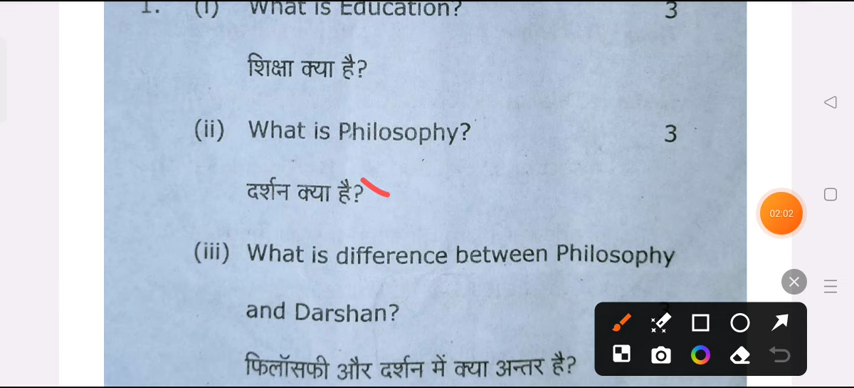 1. (i) What is Education? 3
शिक्षा क्या है?
(ii) What is Philosophy? 3
दर्शन क्या है?
(iii) What is difference between Philosophy
and Darshan?
फिलॉसफी और दर्शन में क्या अन्तर है?
02:02